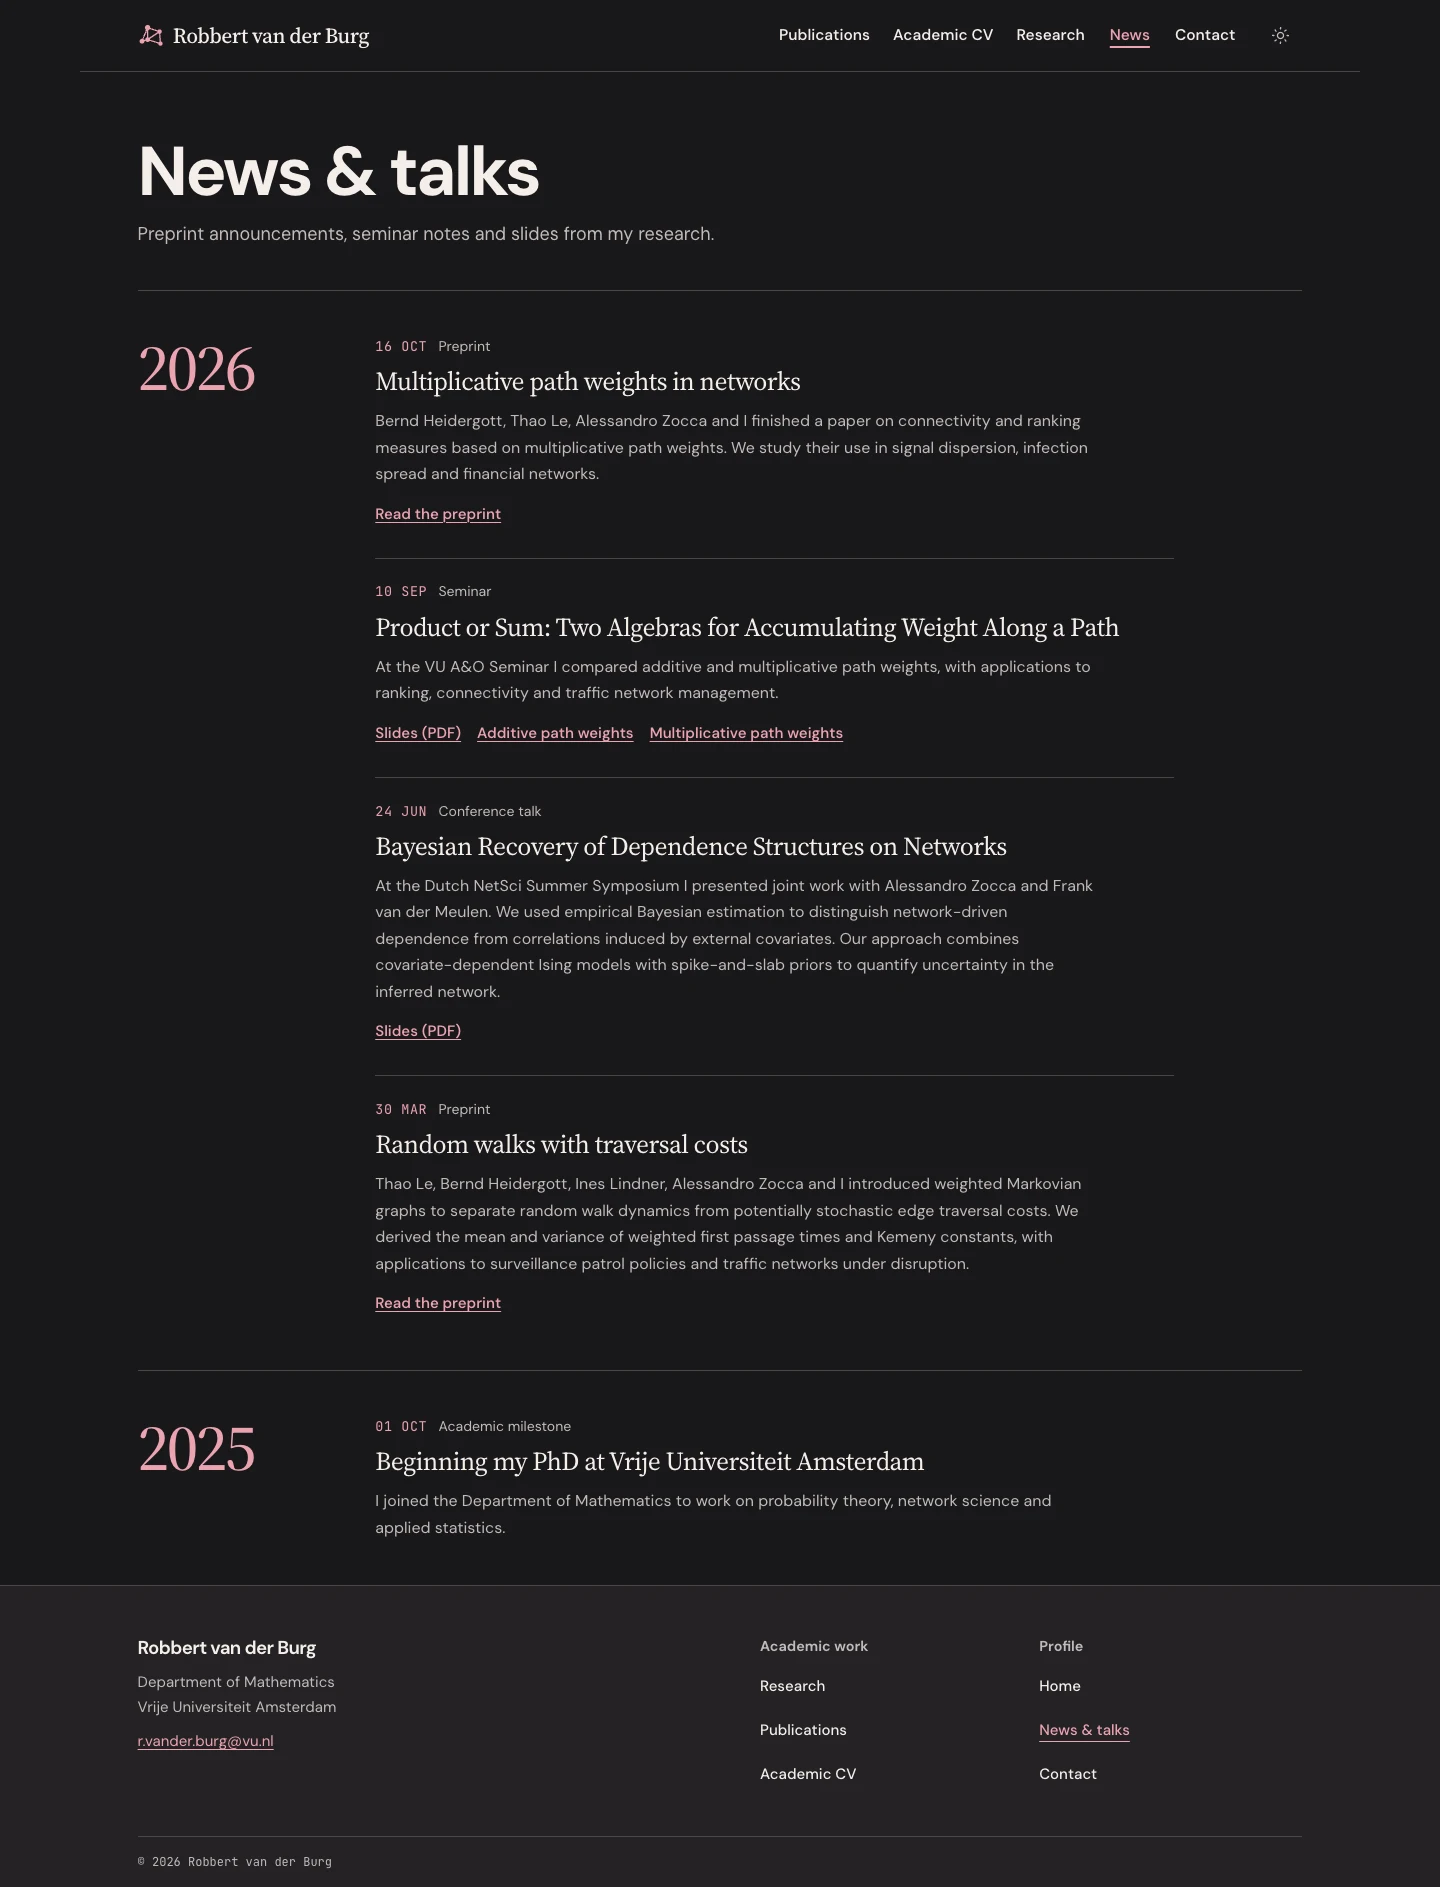 Robbert van der Burg
Publications Academic CV Research News Contact
News & talks
Preprint announcements, seminar notes and slides from my research.
2026
16 OCT Preprint
Multiplicative path weights in networks
Bernd Heidergott, Thao Le, Alessandro Zocca and I finished a paper on connectivity and ranking
measures based on multiplicative path weights. We study their use in signal dispersion, infection
spread and financial networks.
Read the preprint
10 SEP Seminar
Product or Sum: Two Algebras for Accumulating Weight Along a Path
At the VU A&O Seminar I compared additive and multiplicative path weights, with applications to
ranking, connectivity and traffic network management.
Slides (PDF) Additive path weights Multiplicative path weights
24 JUN Conference talk
Bayesian Recovery of Dependence Structures on Networks
At the Dutch NetSci Summer Symposium I presented joint work with Alessandro Zocca and Frank
van der Meulen. We used empirical Bayesian estimation to distinguish network-driven
dependence from correlations induced by external covariates. Our approach combines
covariate-dependent Ising models with spike-and-slab priors to quantify uncertainty in the
inferred network.
Slides (PDF)
30 MAR Preprint
Random walks with traversal costs
Thao Le, Bernd Heidergott, Ines Lindner, Alessandro Zocca and I introduced weighted Markovian
graphs to separate random walk dynamics from potentially stochastic edge traversal costs. We
derived the mean and variance of weighted first passage times and Kemeny constants, with
applications to surveillance patrol policies and traffic networks under disruption.
Read the preprint
2025
01 OCT Academic milestone
Beginning my PhD at Vrije Universiteit Amsterdam
I joined the Department of Mathematics to work on probability theory, network science and
applied statistics.
Robbert van der Burg
Department of Mathematics
Vrije Universiteit Amsterdam
r.vander.burg@vu.nl
Academic work
Research
Publications
Academic CV
Profile
Home
News & talks
Contact
© 2026 Robbert van der Burg